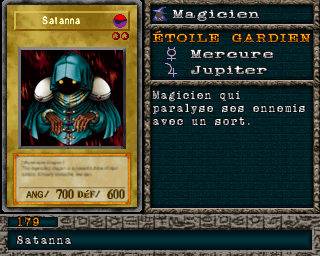 Satanna
ANG/ 700 DÉF/ 600
Magicien
ÉTOILE GARDIEN
Mercure
Jupiter
Magicien qui
paralyse ses ennemis
avec un sort.
179
Satanna